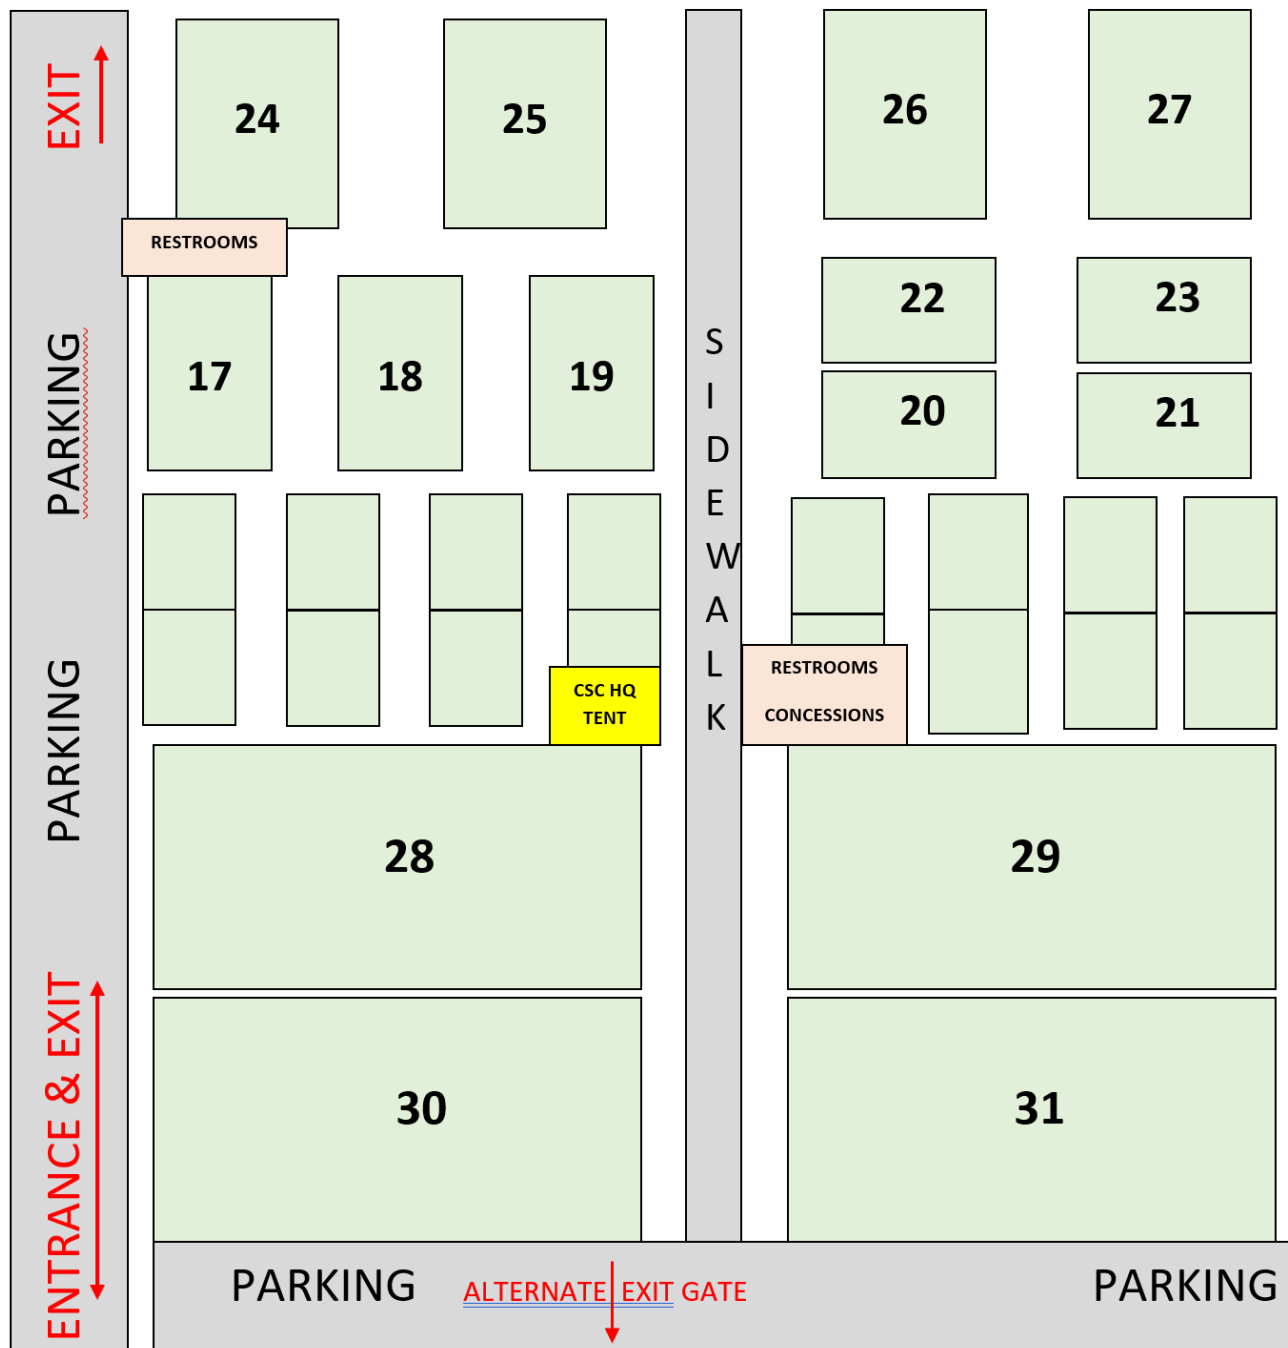 EXIT
24
25
26
27
RESTROOMS
22
23
17
18
19
20
21
PARKING
SIDEWALK
PARKING
CSC HQ
TENT
RESTROOMS
CONCESSIONS
28
29
ENTRANCE & EXIT
30
31
PARKING
ALTERNATE EXIT GATE
PARKING